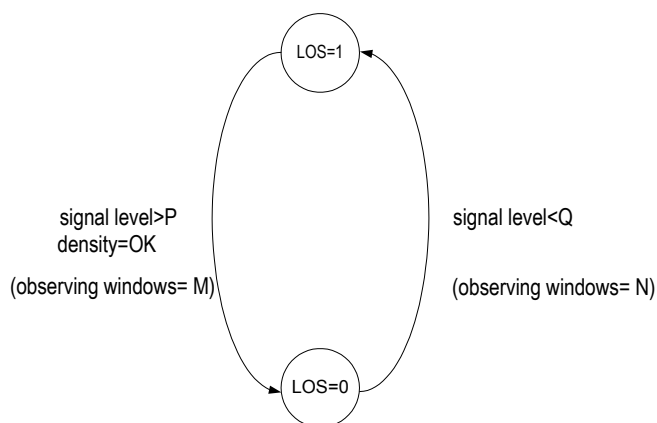 LOS=1
signal level>P
density=OK
(observing windows= M)
signal level<Q
(observing windows= N)
LOS=0